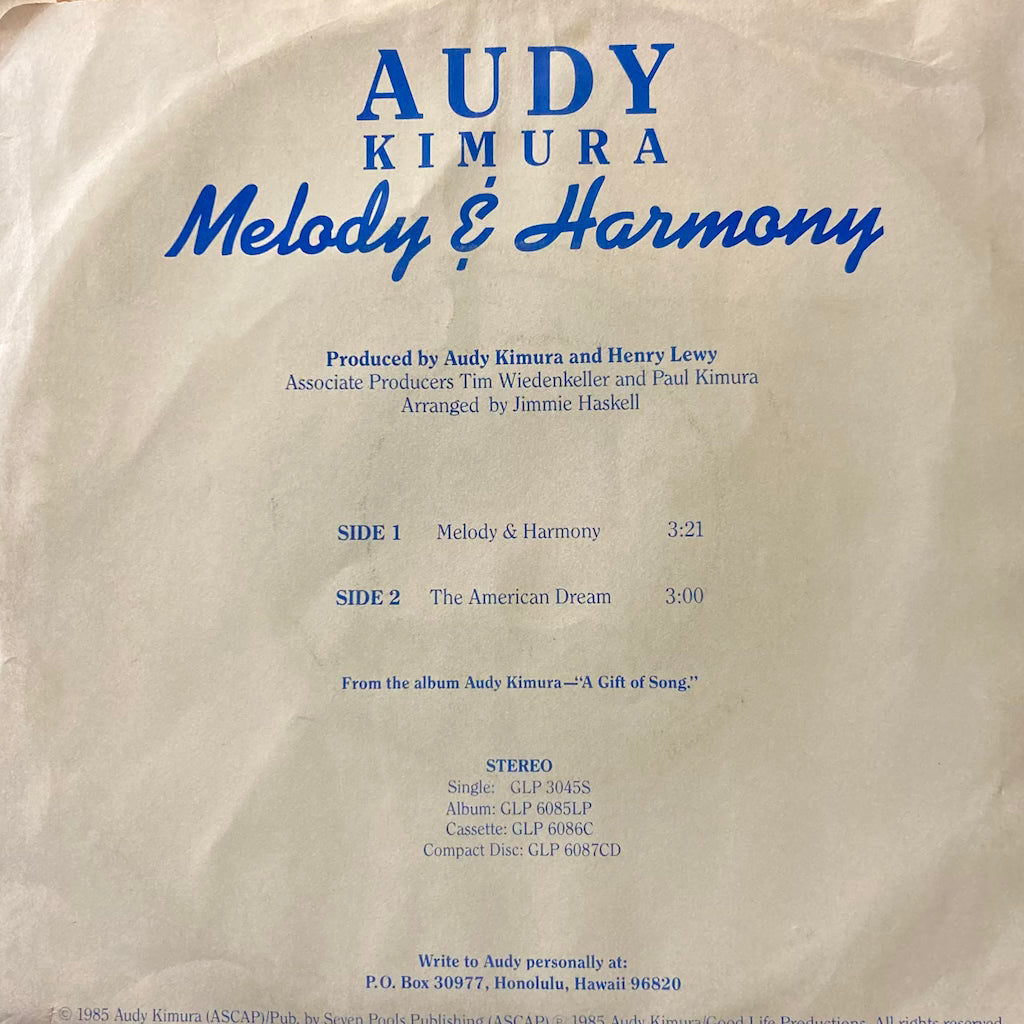 AUDY
KIMURA
Melody & Harmony
Produced by Audy Kimura and Henry Lewy
Associate Producers Tim Wiedenkeller and Paul Kimura
Arranged by Jimmie Haskell
SIDE 1 Melody & Harmony 3:21
SIDE 2 The American Dream 3:00
From the album Audy Kimura—“A Gift of Song.”
STEREO
Single: GLP 3045S
Album: GLP 6085LP
Cassette: GLP 6086C
Compact Disc: GLP 6087CD
Write to Audy personally at:
P.O. Box 30977, Honolulu, Hawaii 96820
© 1985 Audy Kimura (ASCAP)/Pub. by Seven Pools Publishing (ASCAP) ℗ 1985 Audy Kimura/Good Life Productions. All rights reserved.